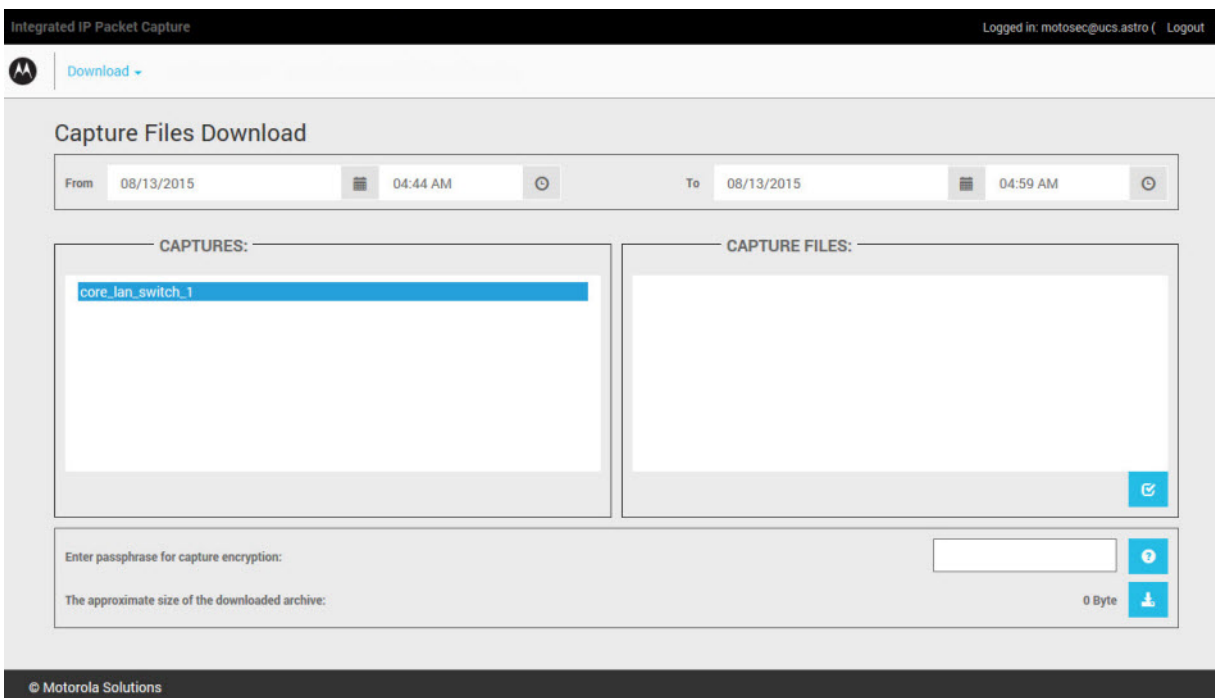 Integrated IP Packet Capture
Logged in: motosec@ucs.astro ( Logout
Download
Capture Files Download
From 08/13/2015 04:44 AM To 08/13/2015 04:59 AM
CAPTURES: CAPTURE FILES:
core_lan_switch_1
Enter passphrase for capture encryption:
The approximate size of the downloaded archive: 0 Byte
© Motorola Solutions